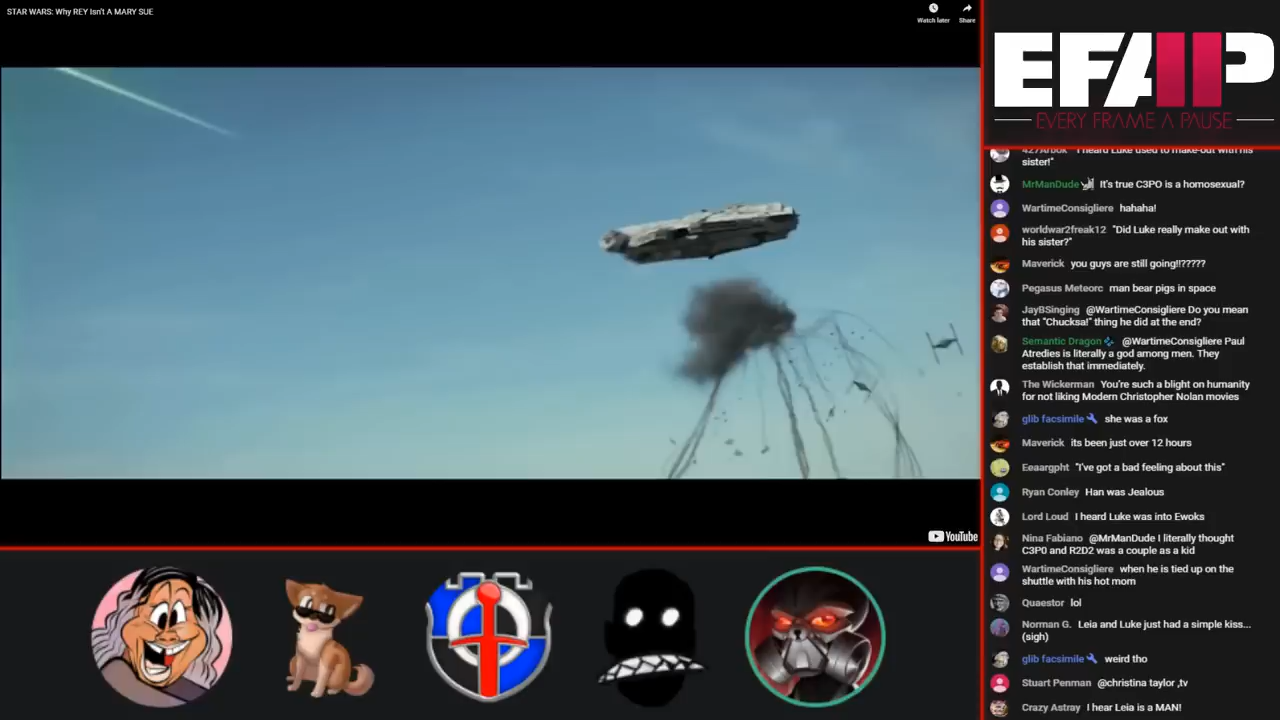 STAR WARS: Why REY Isn't A MARY SUE
Watch later
Share
YouTube
EFAP
EVERY FRAME A PAUSE
427Arbok "I heard Luke used to make-out with his
sister!"
MrManDude It's true C3PO is a homosexual?
WartimeConsigliere hahaha!
worldwar2freak12 "Did Luke really make out with
his sister?"
Maverick you guys are still going!!?????
Pegasus Meteorc man bear pigs in space
JayBSinging @WartimeConsigliere Do you mean
that "Chucksa!" thing he did at the end?
Semantic Dragon @WartimeConsigliere Paul
Atredies is literally a god among men. They
establish that immediately.
The Wickerman You're such a blight on humanity
for not liking Modern Christopher Nolan movies
glib facsimile she was a fox
Maverick its been just over 12 hours
Eeaargpht "I've got a bad feeling about this"
Ryan Conley Han was Jealous
Lord Loud I heard Luke was into Ewoks
Nina Fabiano @MrManDude I literally thought
C3P0 and R2D2 was a couple as a kid
WartimeConsigliere when he is tied up on the
shuttle with his hot mom
Quaestor lol
Norman G. Leia and Luke just had a simple kiss...
(sigh)
glib facsimile weird tho
Stuart Penman @christina taylor ,tv
Crazy Astray I hear Leia is a MAN!